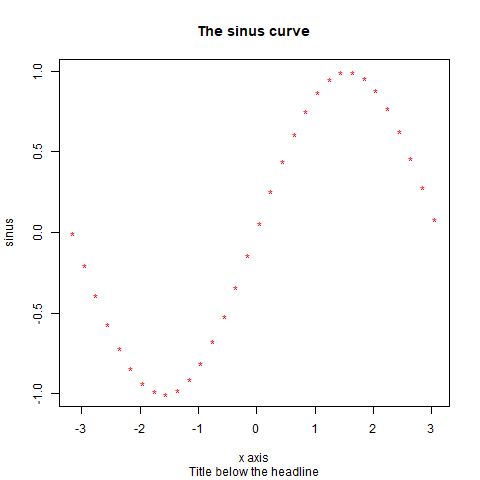 The sinus curve
sinus
1.0
0.5
0.0
-0.5
-1.0
-3 -2 -1 0 1 2 3
x axis
Title below the headline